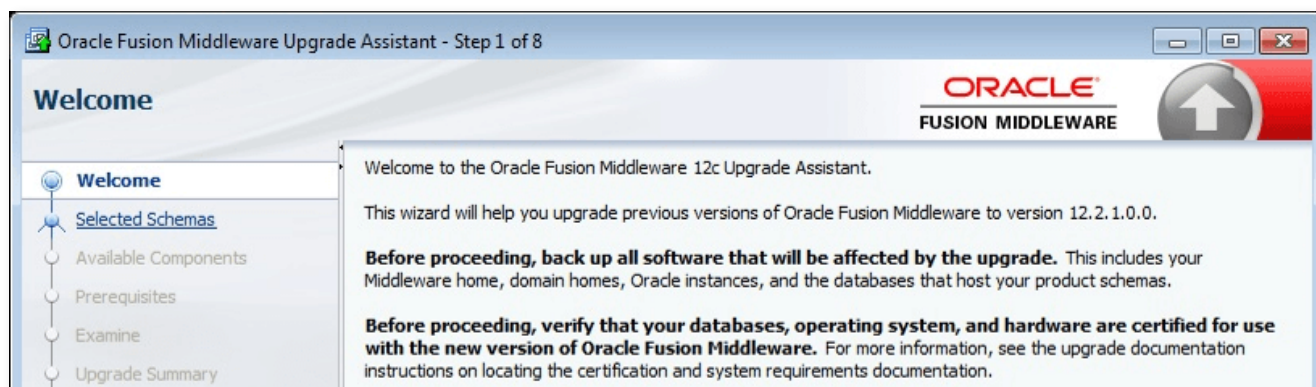 Oracle Fusion Middleware Upgrade Assistant - Step 1 of 8
Welcome
ORACLE
FUSION MIDDLEWARE
Welcome
Selected Schemas
Available Components
Prerequisites
Examine
Upgrade Summary
Welcome to the Oracle Fusion Middleware 12c Upgrade Assistant.
This wizard will help you upgrade previous versions of Oracle Fusion Middleware to version 12.2.1.0.0.
Before proceeding, back up all software that will be affected by the upgrade. This includes your
Middleware home, domain homes, Oracle instances, and the databases that host your product schemas.
Before proceeding, verify that your databases, operating system, and hardware are certified for use
with the new version of Oracle Fusion Middleware. For more information, see the upgrade documentation
instructions on locating the certification and system requirements documentation.